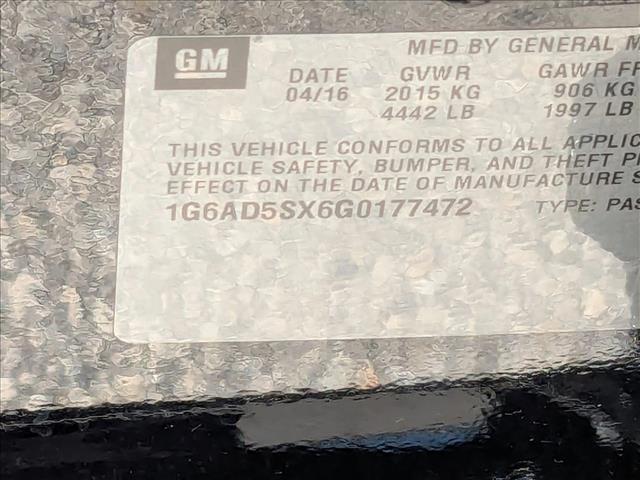 GM
MFD BY GENERAL M
DATE GVWR GAWR FR
04/16 2015 KG 906 KG
4442 LB 1997 LB
THIS VEHICLE CONFORMS TO ALL APPLIC
VEHICLE SAFETY, BUMPER, AND THEFT P
EFFECT ON THE DATE OF MANUFACTURE S
1G6AD5SX6G0177472 TYPE: PAS